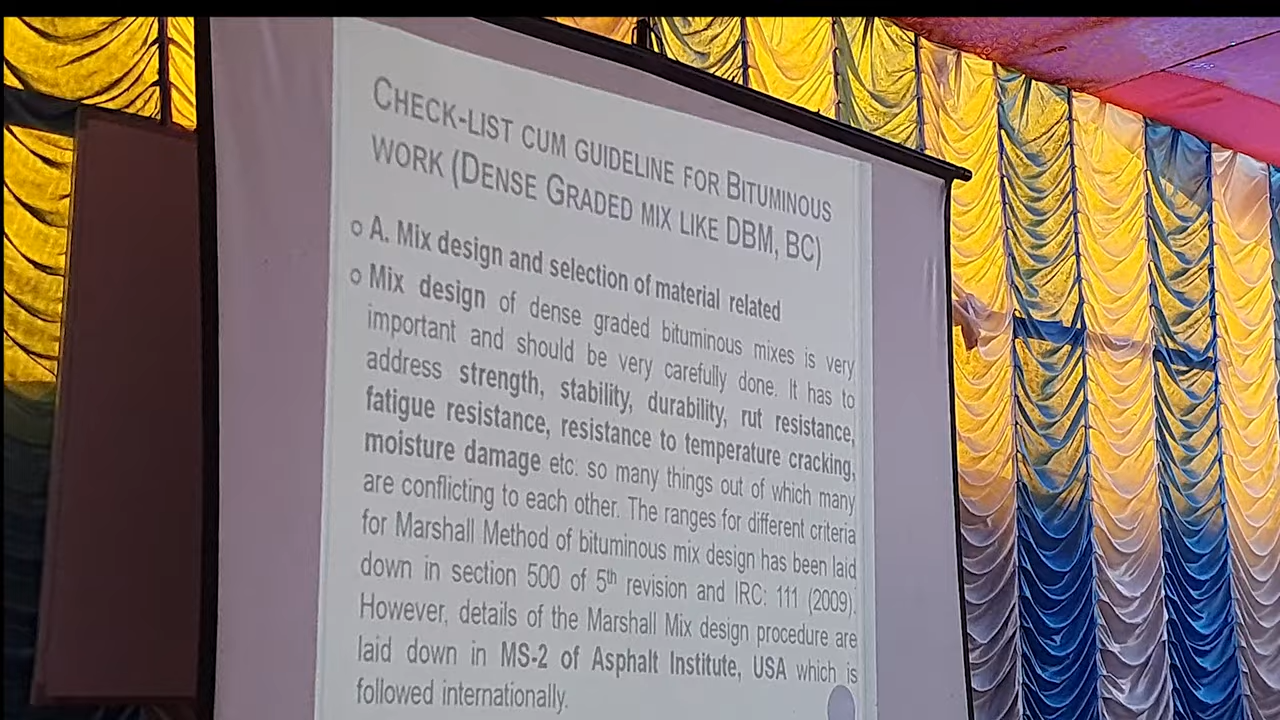 CHECK-LIST CUM GUIDELINE FOR BITUMINOUS
WORK (DENSE GRADED MIX LIKE DBM, BC)
A. Mix design and selection of material related
Mix design of dense graded bituminous mixes is very
important and should be very carefully done. It has to
address strength, stability, durability, rut resistance,
fatigue resistance, resistance to temperature cracking,
moisture damage etc. so many things out of which many
are conflicting to each other. The ranges for different criteria
for Marshall Method of bituminous mix design has been laid
down in section 500 of 5th revision and IRC: 111 (2009).
However, details of the Marshall Mix design procedure are
laid down in MS-2 of Asphalt Institute, USA which is
followed internationally.